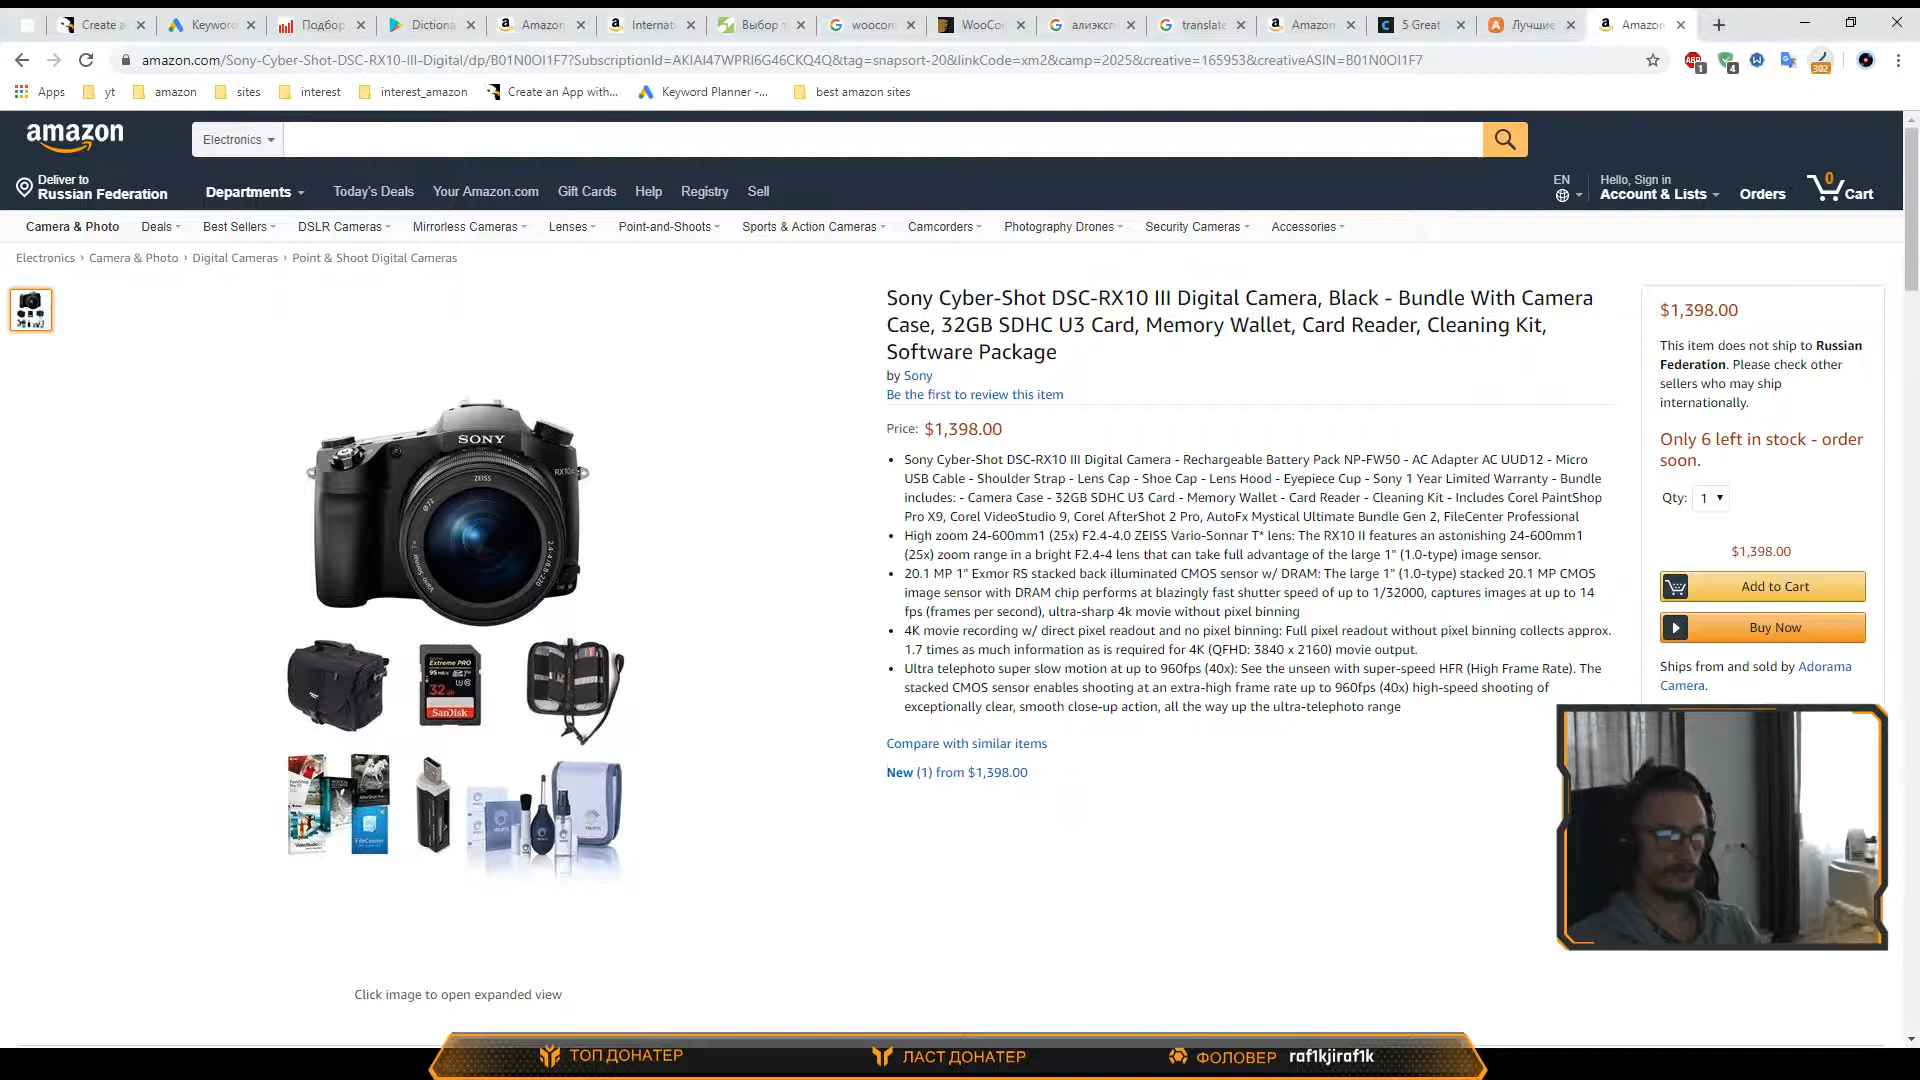 Create a
Keyword
Подбор
Dictiona
Amazon
Internat
Выбор т
woocom
WooCo
алиэксп
translate
Amazon
5 Great
Лучшие
Amazon
amazon.com/Sony-Cyber-Shot-DSC-RX10-III-Digital/dp/B01N0OI1F7?SubscriptionId=AKIAI47WPRI6G46CKQ4Q&tag=snapsort-20&linkCode=xm2&camp=2025&creative=165953&creativeASIN=B01N0OI1F7
1
4
302
Apps
yt
amazon
sites
interest
interest_amazon
Create an App with...
Keyword Planner -...
best amazon sites
amazon
Electronics
Deliver to
Russian Federation
Departments
Today's Deals
Your Amazon.com
Gift Cards
Help
Registry
Sell
EN
Hello, Sign in
Account & Lists
Orders
0
Cart
Camera & Photo
Deals
Best Sellers
DSLR Cameras
Mirrorless Cameras
Lenses
Point-and-Shoots
Sports & Action Cameras
Camcorders
Photography Drones
Security Cameras
Accessories
Electronics › Camera & Photo › Digital Cameras › Point & Shoot Digital Cameras
SONY
RX10
ZEISS
Extreme PRO
95 MB/s
32 GB
SanDisk
FileCenter
Click image to open expanded view
Sony Cyber-Shot DSC-RX10 III Digital Camera, Black - Bundle With Camera
Case, 32GB SDHC U3 Card, Memory Wallet, Card Reader, Cleaning Kit,
Software Package
by Sony
Be the first to review this item
Price: $1,398.00
• Sony Cyber-Shot DSC-RX10 III Digital Camera - Rechargeable Battery Pack NP-FW50 - AC Adapter AC UUD12 - Micro
USB Cable - Shoulder Strap - Lens Cap - Shoe Cap - Lens Hood - Eyepiece Cup - Sony 1 Year Limited Warranty - Bundle
includes: - Camera Case - 32GB SDHC U3 Card - Memory Wallet - Card Reader - Cleaning Kit - Includes Corel PaintShop
Pro X9, Corel VideoStudio 9, Corel AfterShot 2 Pro, AutoFx Mystical Ultimate Bundle Gen 2, FileCenter Professional
• High zoom 24-600mm1 (25x) F2.4-4.0 ZEISS Vario-Sonnar T* lens: The RX10 II features an astonishing 24-600mm1
(25x) zoom range in a bright F2.4-4 lens that can take full advantage of the large 1" (1.0-type) image sensor.
• 20.1 MP 1" Exmor RS stacked back illuminated CMOS sensor w/ DRAM: The large 1" (1.0-type) stacked 20.1 MP CMOS
image sensor with DRAM chip performs at blazingly fast shutter speed of up to 1/32000, captures images at up to 14
fps (frames per second), ultra-sharp 4k movie without pixel binning
• 4K movie recording w/ direct pixel readout and no pixel binning: Full pixel readout without pixel binning collects approx.
1.7 times as much information as is required for 4K (QFHD: 3840 x 2160) movie output.
• Ultra telephoto super slow motion at up to 960fps (40x): See the unseen with super-speed HFR (High Frame Rate). The
stacked CMOS sensor enables shooting at an extra-high frame rate up to 960fps (40x) high-speed shooting of
exceptionally clear, smooth close-up action, all the way up the ultra-telephoto range
Compare with similar items
New (1) from $1,398.00
$1,398.00
This item does not ship to Russian
Federation. Please check other
sellers who may ship
internationally.
Only 6 left in stock - order
soon.
Qty: 1
$1,398.00
Add to Cart
Buy Now
Ships from and sold by Adorama
Camera.
ТОП ДОНАТЕР
ЛАСТ ДОНАТЕР
ФОЛОВЕР raf1kjiraf1k